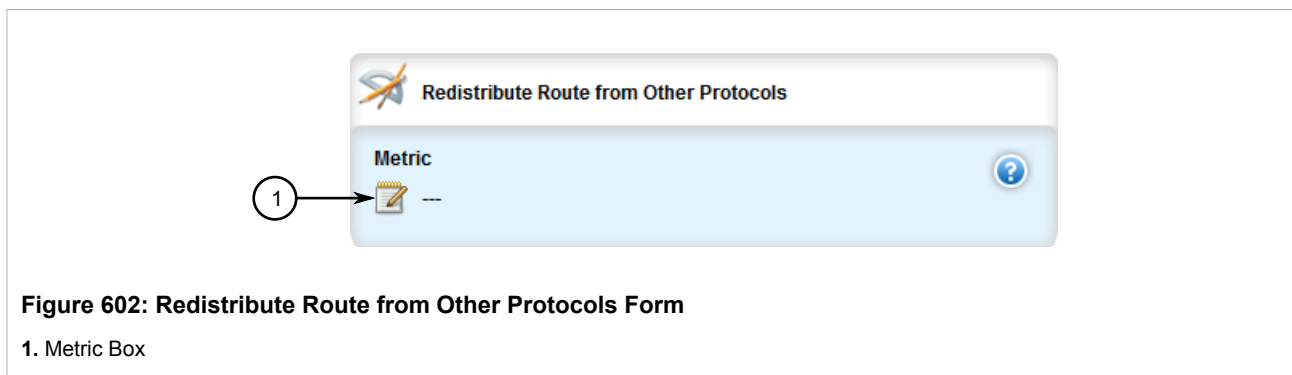 Redistribute Route from Other Protocols
Metric
?
1
---
Figure 602: Redistribute Route from Other Protocols Form
1. Metric Box